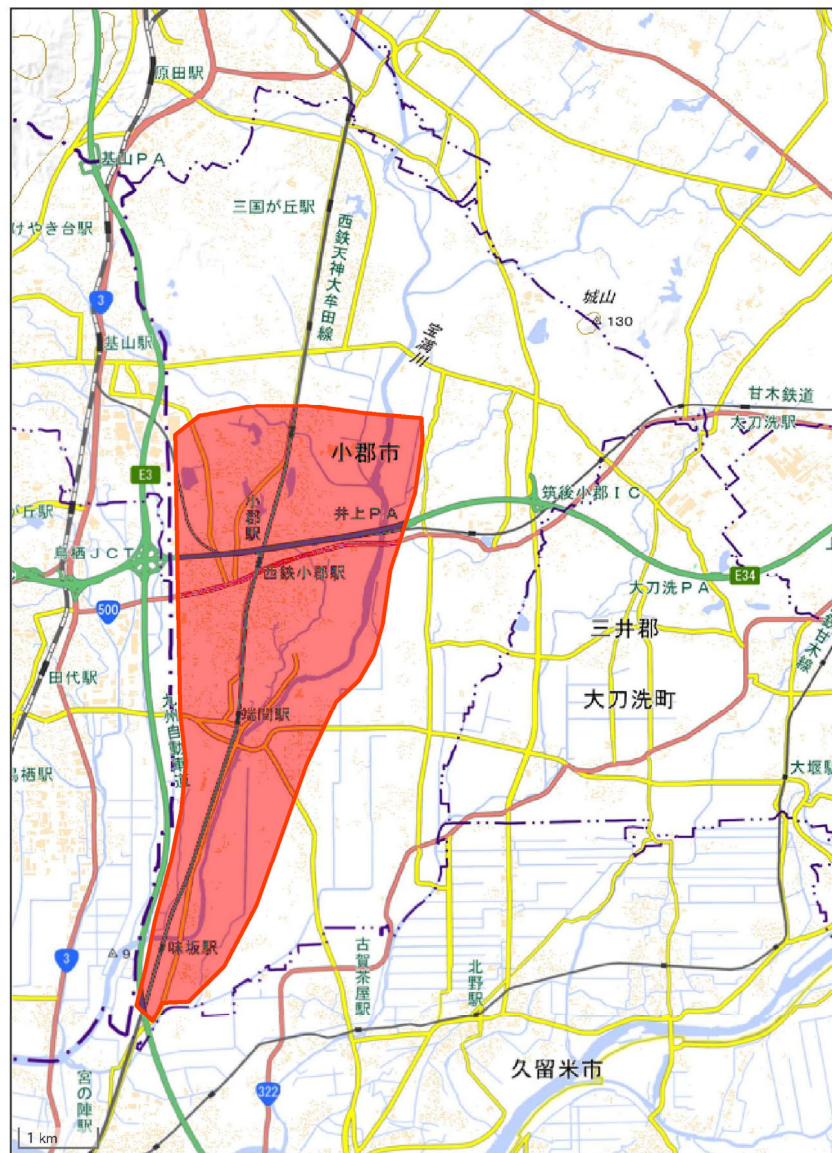 原田駅
基山PA
三国が丘駅
けやき台駅
西鉄天神大牟田線
城山
130
3
宝満川
基山駅
甘木鉄道
大刀洗駅
小郡市
E3
小郡駅
筑後小郡IC
井上PA
が丘駅
鳥栖JCT
西鉄小郡駅
E34
大刀洗PA
500
三井郡
田代駅
大刀洗町
九州自動車道
端間駅
鳥栖駅
大堰駅
味坂駅
9
3
古賀茶屋駅
北野駅
久留米市
宮の陣駅
322
1 km